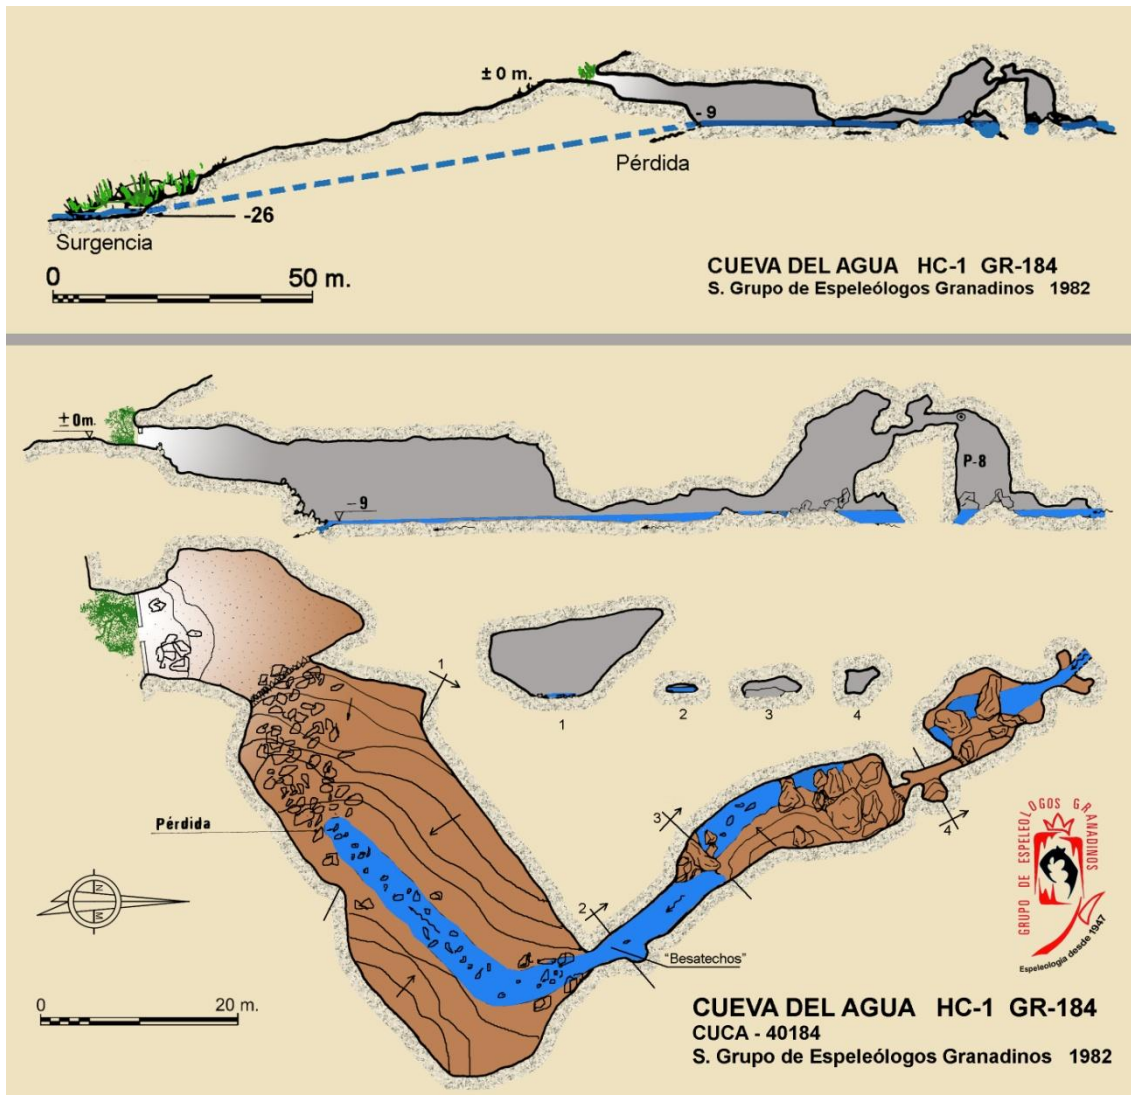 ± 0 m.
- 9
Pérdida
-26
Surgencia
0 50 m.
CUEVA DEL AGUA HC-1 GR-184
S. Grupo de Espeleólogos Granadinos 1982
± 0m.
P-8
- 9
1
1
2
3
4
Pérdida
3
4
2
"Besatechos"
N
0 20 m.
GRUPO DE ESPELEOLOGOS GRANADINOS
Espeleología desde 1947
CUEVA DEL AGUA HC-1 GR-184
CUCA - 40184
S. Grupo de Espeleólogos Granadinos 1982